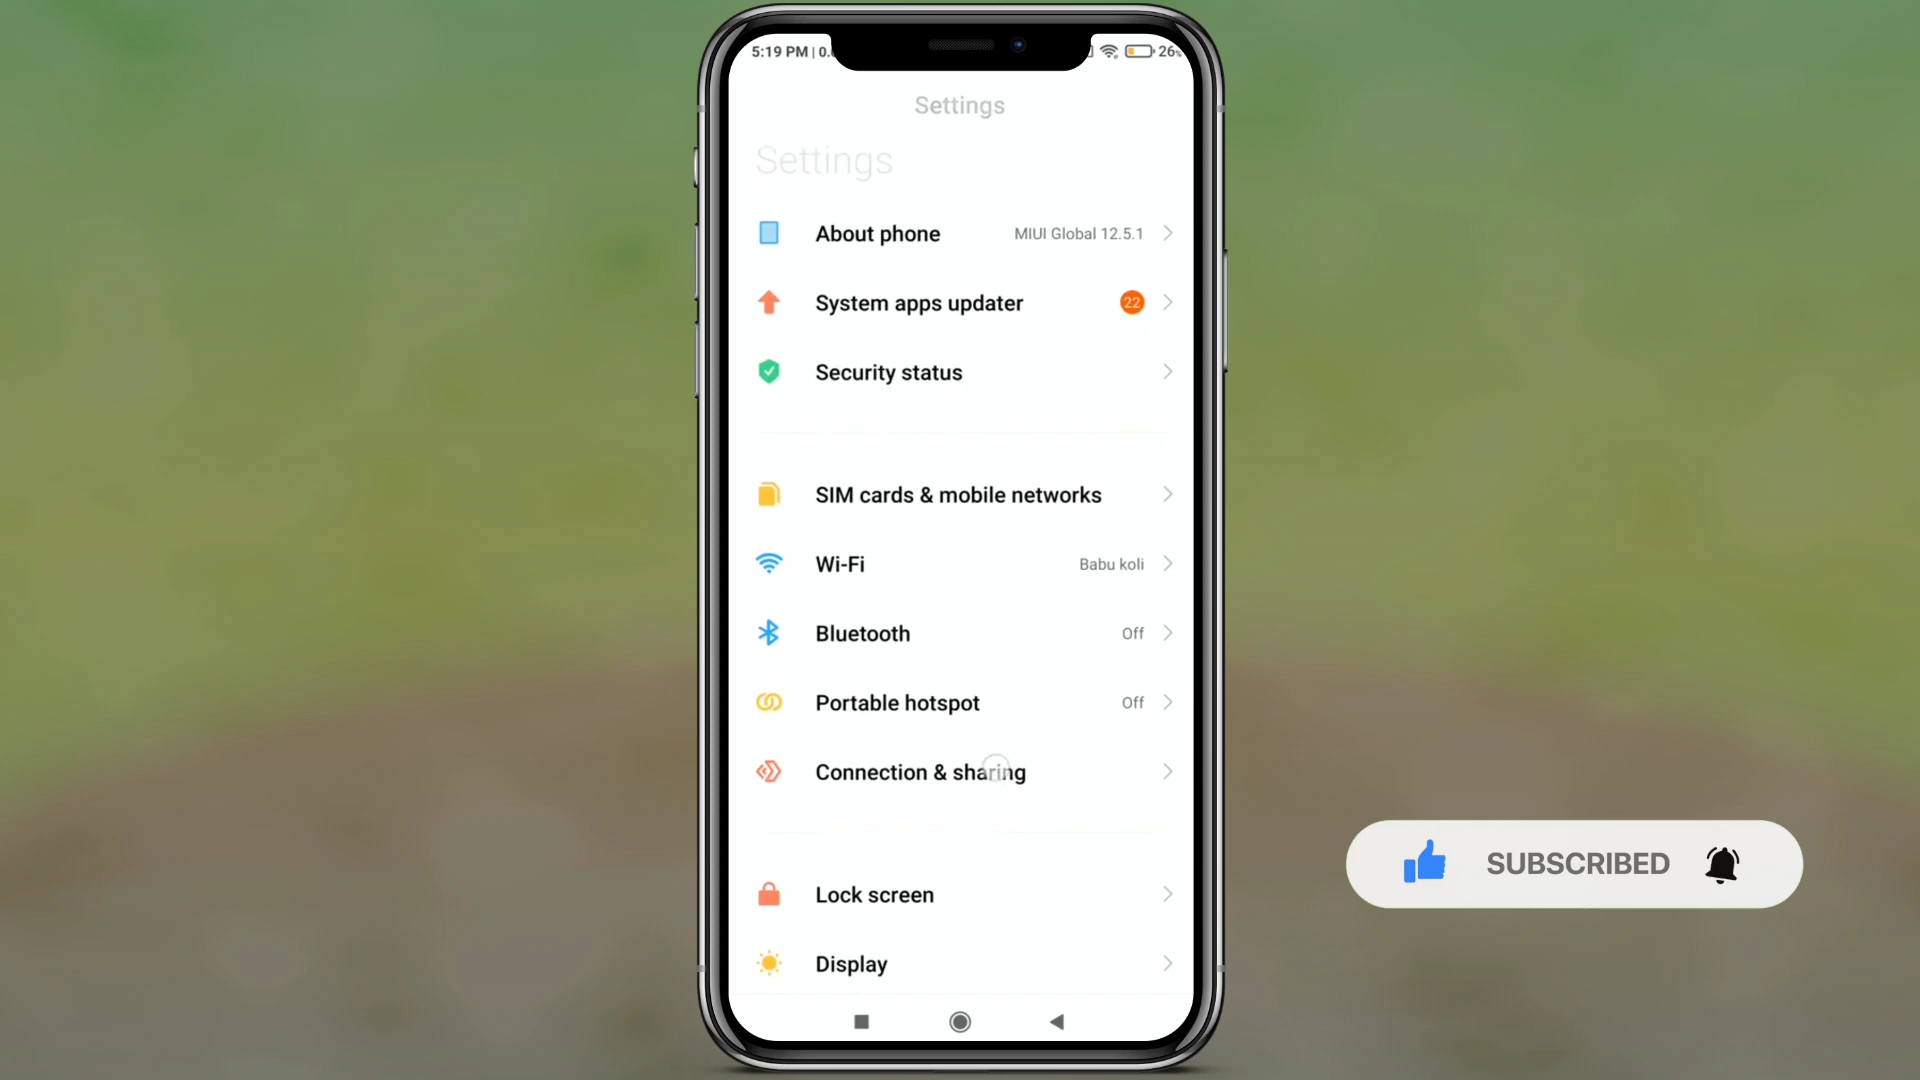 5:19 PM | 0.
26%
Settings
Settings
About phone
MIUI Global 12.5.1
System apps updater
22
Security status
SIM cards & mobile networks
Wi-Fi
Babu koli
Bluetooth
Off
Portable hotspot
Off
Connection & sharing
Lock screen
Display
SUBSCRIBED